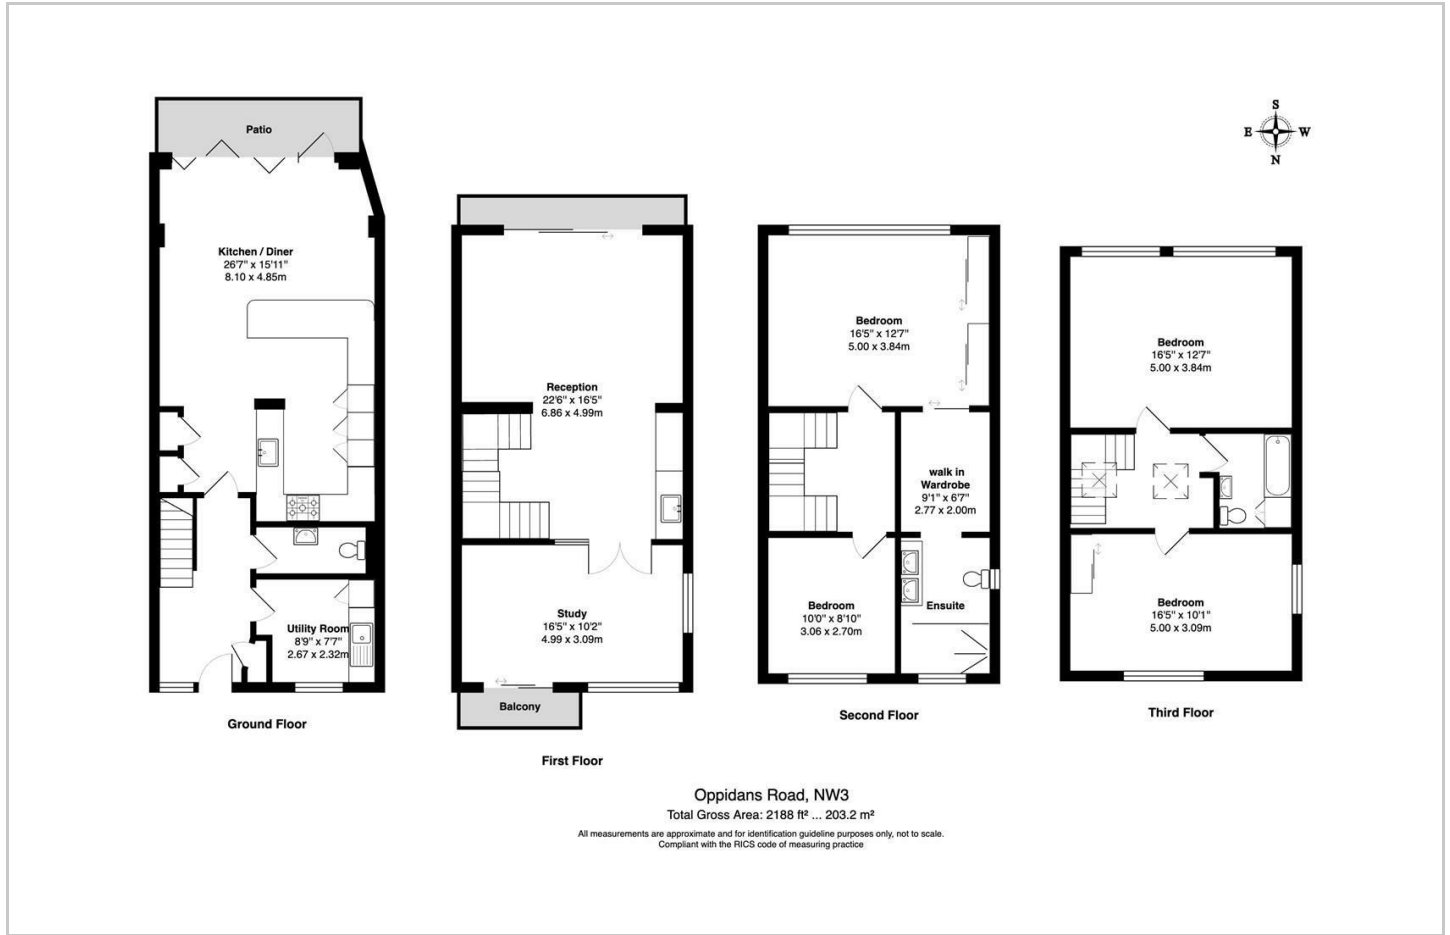 Patio
Kitchen / Diner
26'7" x 15'11"
8.10 x 4.85m
Utility Room
8'9" x 7'7"
2.67 x 2.32m
Ground Floor
Reception
22'6" x 16'5"
6.86 x 4.99m
Study
16'5" x 10'2"
4.99 x 3.09m
Balcony
First Floor
Bedroom
16'5" x 12'7"
5.00 x 3.84m
walk in
Wardrobe
9'1" x 6'7"
2.77 x 2.00m
Bedroom
10'0" x 8'10"
3.06 x 2.70m
Ensuite
Second Floor
S
E W
N
Bedroom
16'5" x 12'7"
5.00 x 3.84m
Bedroom
16'5" x 10'1"
5.00 x 3.09m
Third Floor
Oppidans Road, NW3
Total Gross Area: 2188 ft² ... 203.2 m²
All measurements are approximate and for identification guideline purposes only, not to scale.
Compliant with the RICS code of measuring practice